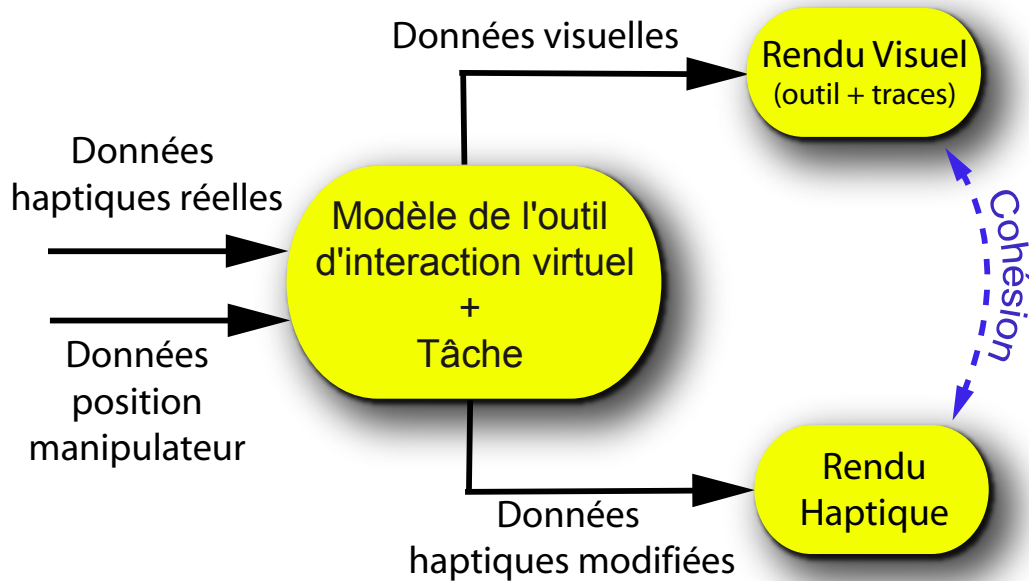 Données visuelles
Rendu Visuel
(outil + traces)
Données
haptiques réelles
Modèle de l'outil
d'interaction virtuel
+
Tâche
Cohésion
Données
position
manipulateur
Rendu
Haptique
Données
haptiques modifiées